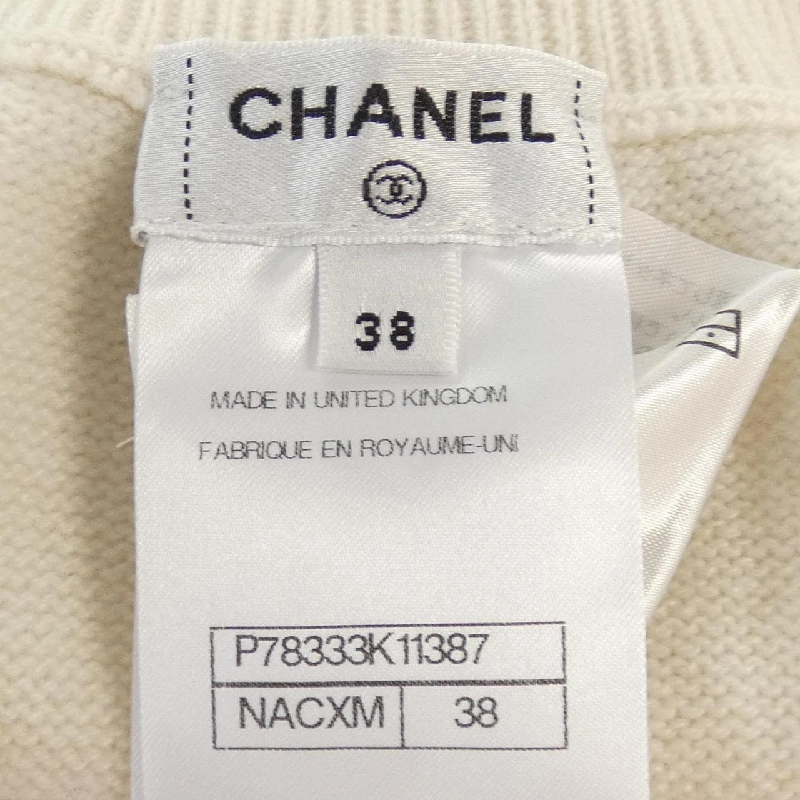 CHANEL
38
MADE IN UNITED KINGDOM
FABRIQUE EN ROYAUME-UNI
P78333K11387
NACXM 38